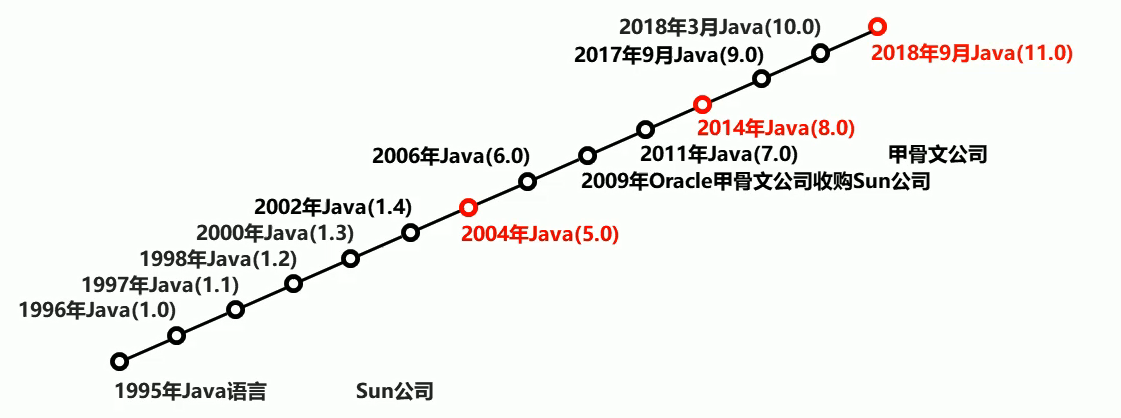 2018年3月Java(10.0)
2018年9月Java(11.0)
2017年9月Java(9.0)
2014年Java(8.0)
2006年Java(6.0)
2011年Java(7.0)
甲骨文公司
2009年Oracle甲骨文公司收购Sun公司
2002年Java(1.4)
2000年Java(1.3)
2004年Java(5.0)
1998年Java(1.2)
1997年Java(1.1)
1996年Java(1.0)
1995年Java语言
Sun公司